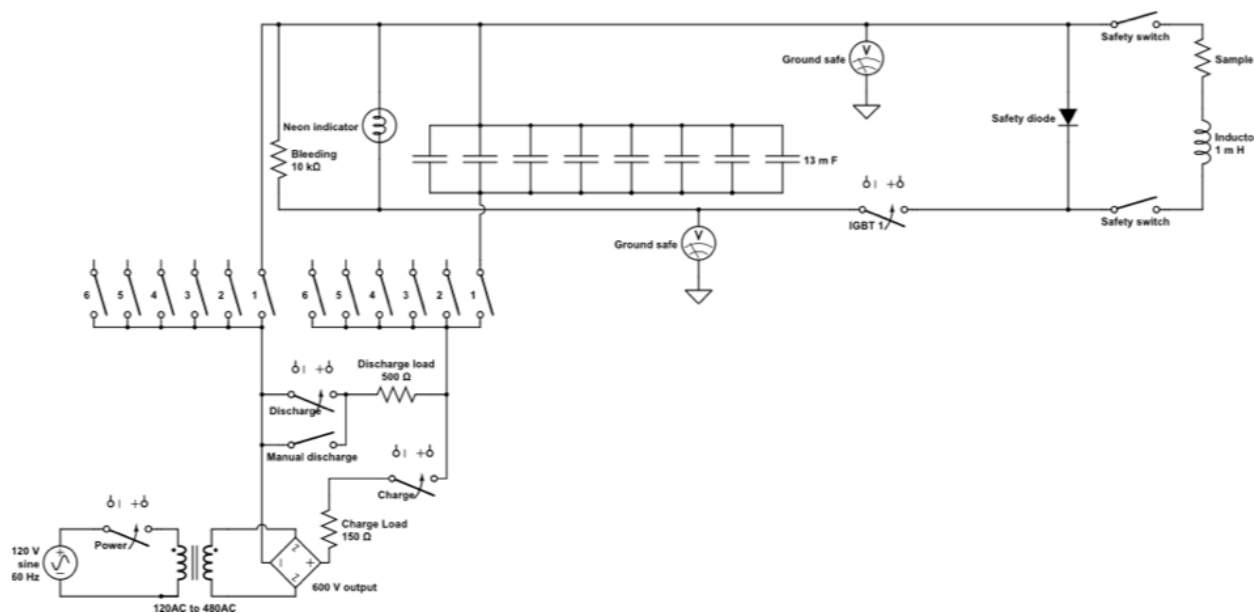 Safety switch
Ground safe
V
Sample
Neon indicator
Safety diode
Bleeding
10 kΩ
13 m F
Inducto
1 m H
I +
IGBT 1
Safety switch
Ground safe
V
6 5 4 3 2 1
6 5 4 3 2 1
I +
Discharge load
500 Ω
Discharge
Manual discharge
I +
Charge
I +
Power
Charge Load
150 Ω
120 V
sine
60 Hz
600 V output
120AC to 480AC